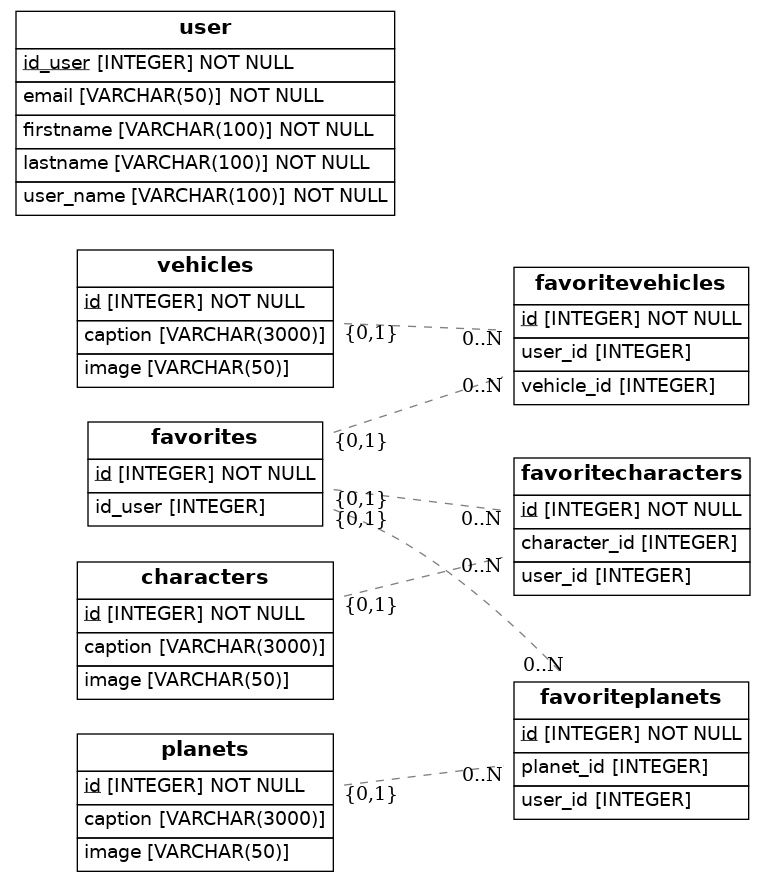 user
id_user [INTEGER] NOT NULL
email [VARCHAR(50)] NOT NULL
firstname [VARCHAR(100)] NOT NULL
lastname [VARCHAR(100)] NOT NULL
user_name [VARCHAR(100)] NOT NULL
vehicles
id [INTEGER] NOT NULL
caption [VARCHAR(3000)]
image [VARCHAR(50)]
{0,1}
0..N
favoritevehicles
id [INTEGER] NOT NULL
user_id [INTEGER]
vehicle_id [INTEGER]
0..N
{0,1}
favorites
id [INTEGER] NOT NULL
id_user [INTEGER]
{0,1}
{0,1}
0..N
favoritecharacters
id [INTEGER] NOT NULL
character_id [INTEGER]
user_id [INTEGER]
0..N
{0,1}
characters
id [INTEGER] NOT NULL
caption [VARCHAR(3000)]
image [VARCHAR(50)]
0..N
favoriteplanets
id [INTEGER] NOT NULL
planet_id [INTEGER]
user_id [INTEGER]
0..N
{0,1}
planets
id [INTEGER] NOT NULL
caption [VARCHAR(3000)]
image [VARCHAR(50)]